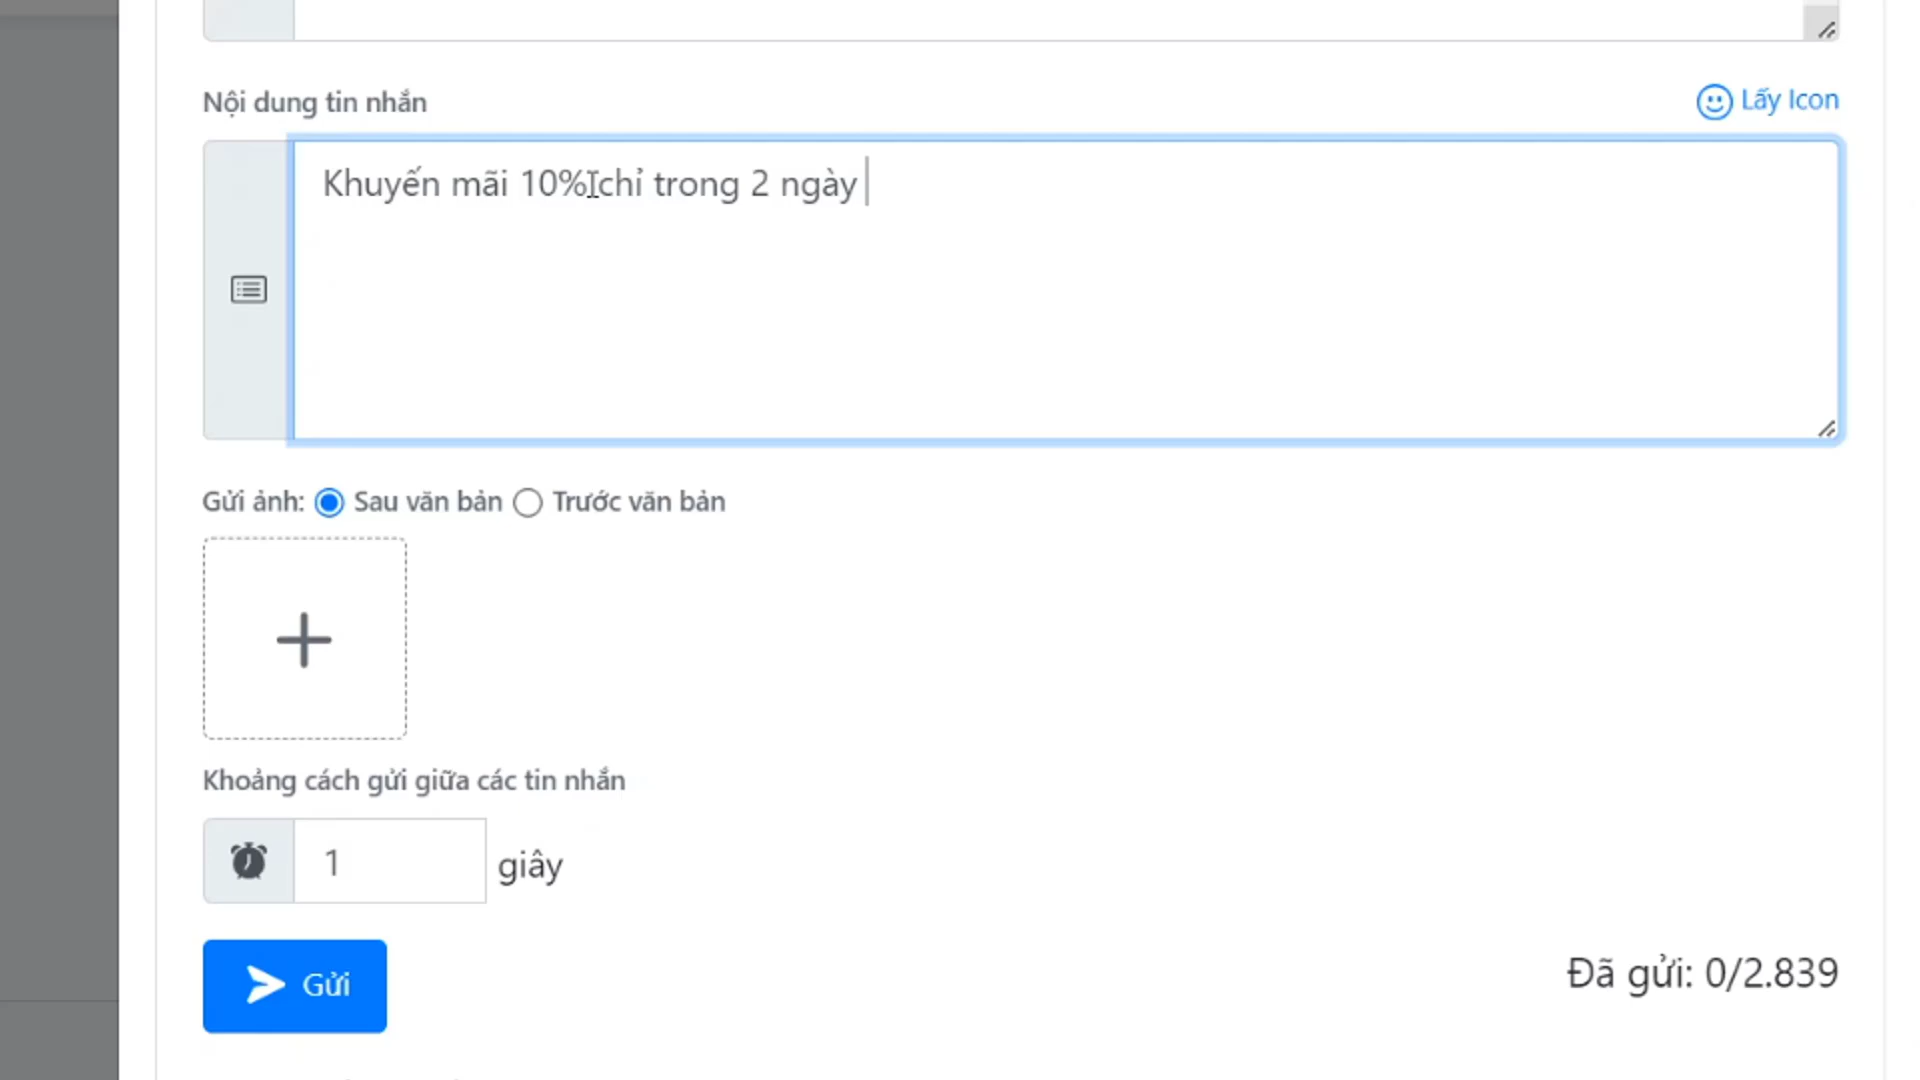 Nội dung tin nhắn
Lấy Icon
Khuyến mãi 10% chỉ trong 2 ngày
Gửi ảnh: Sau văn bản Trước văn bản
Khoảng cách gửi giữa các tin nhắn
1 giây
Gửi
Đã gửi: 0/2.839